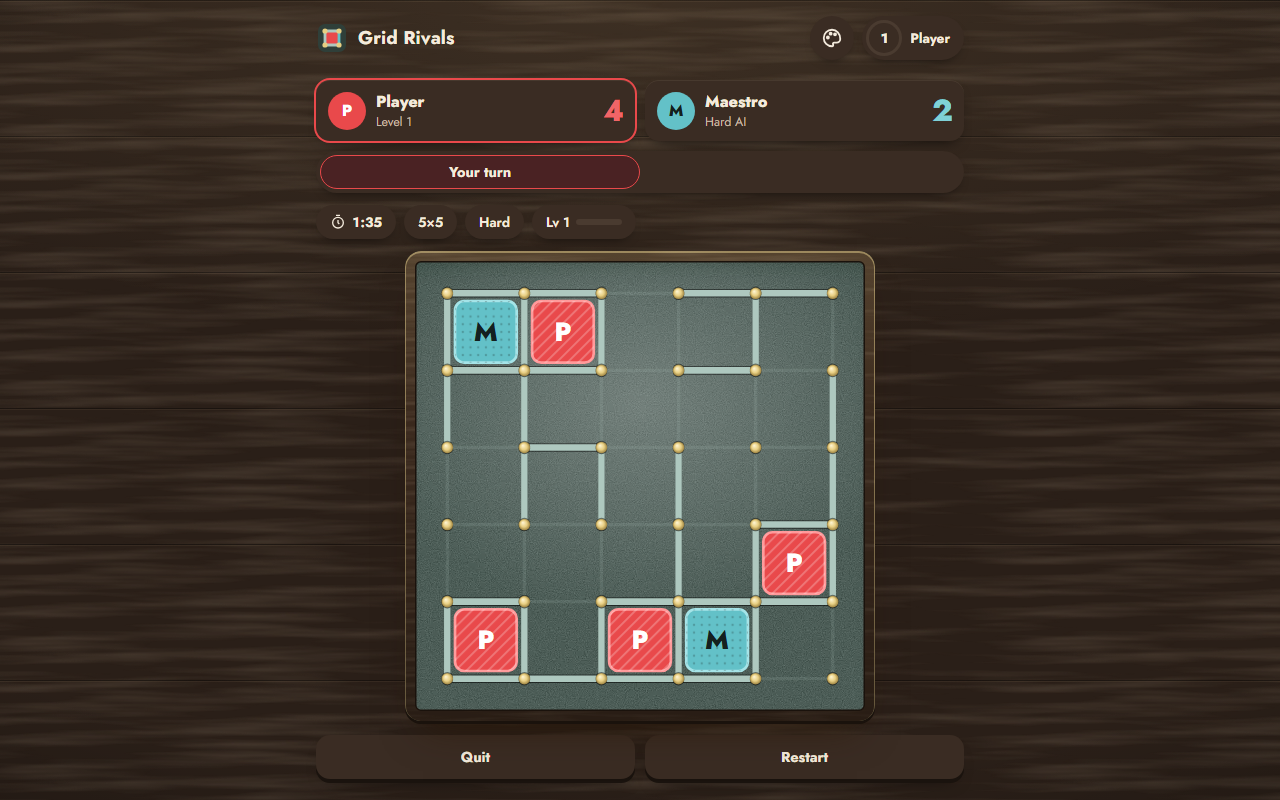 Grid Rivals
1 Player
P Player 4
Level 1
M Maestro 2
Hard AI
Your turn
1:35 5×5 Hard Lv 1
M P
P
P P M
Quit Restart